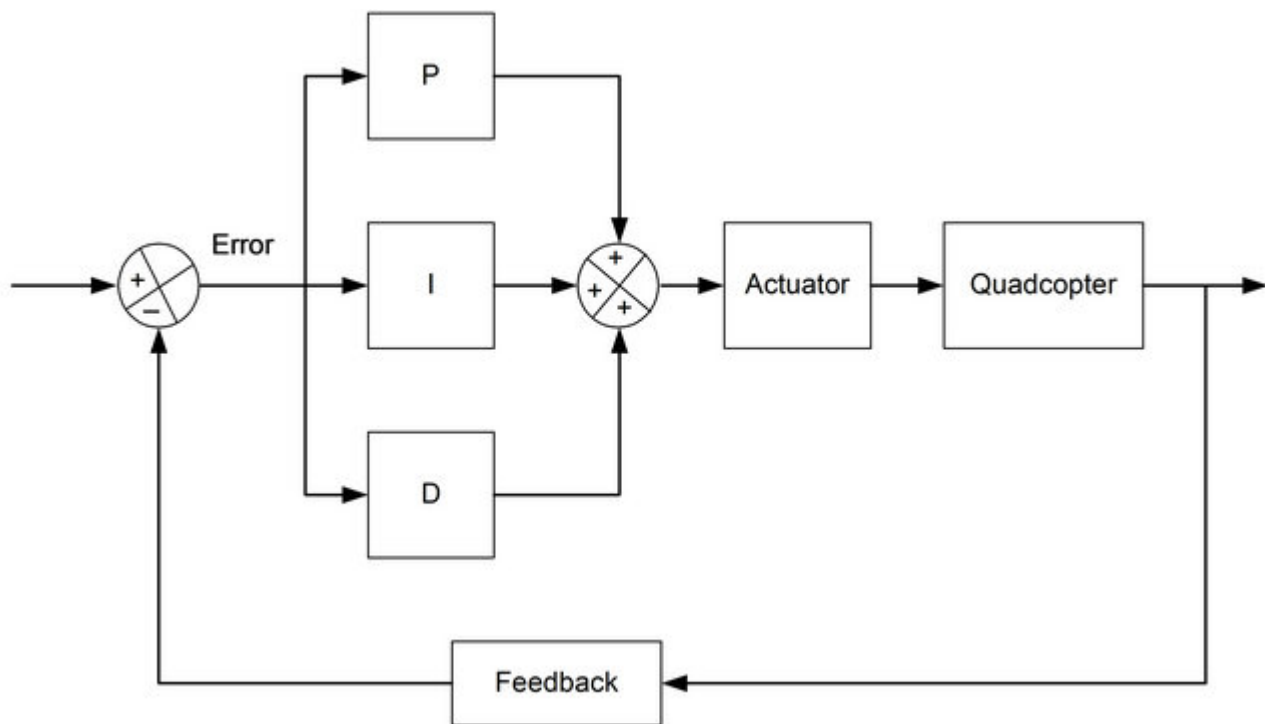 P
Error
+
−
I
+
+
+
Actuator
Quadcopter
D
Feedback